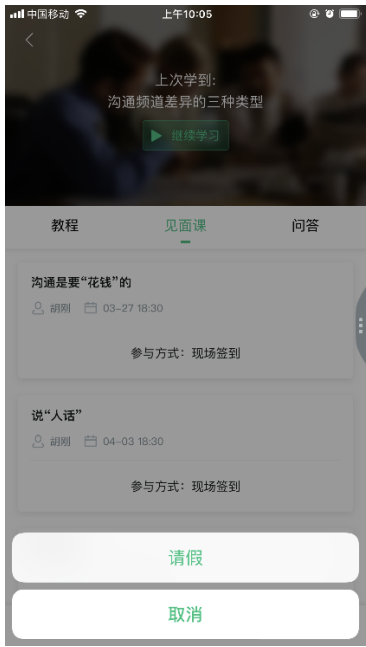 中国移动 上午10:05
上次学到:
沟通频道差异的三种类型
继续学习
教程 见面课 问答
沟通是要“花钱”的
胡刚 03-27 18:30
参与方式：现场签到
说“人话”
胡刚 04-03 18:30
参与方式：现场签到
请假
取消